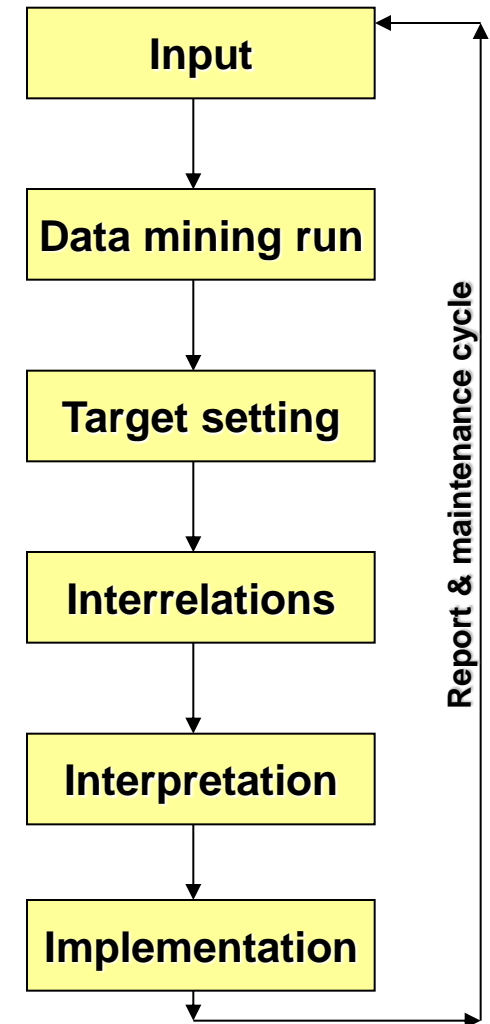 Input
Data mining run
Target setting
Interrelations
Interpretation
Implementation
Report & maintenance cycle